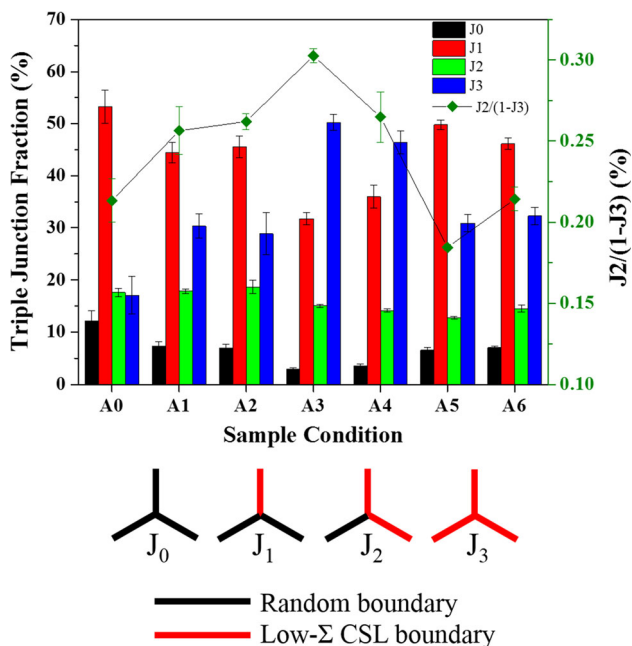 Triple Junction Fraction (%)
70
60
50
40
30
20
10
0
J0
J1
J2
J3
J2/(1-J3)
0.30
0.25
0.20
0.15
0.10
J2/(1-J3) (%)
A0 A1 A2 A3 A4 A5 A6
Sample Condition
J0 J1 J2 J3
Random boundary
Low-Σ CSL boundary